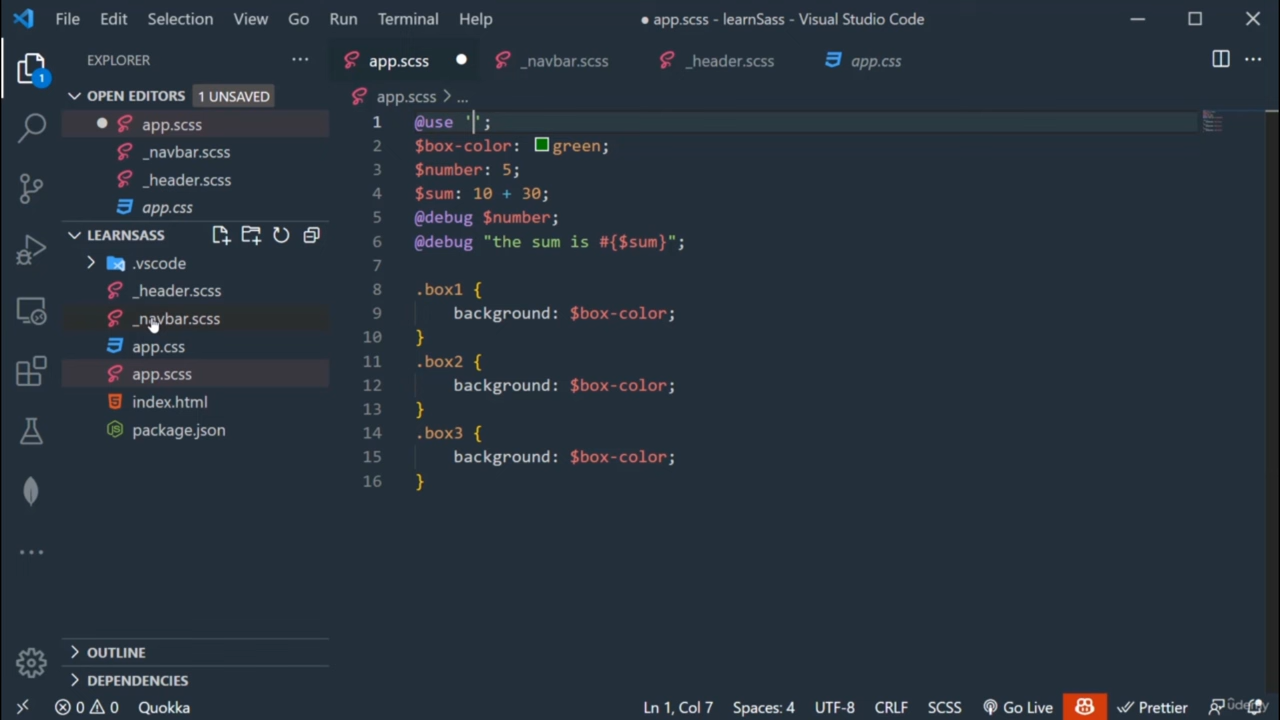 File Edit Selection View Go Run Terminal Help
● app.scss - learnSass - Visual Studio Code
EXPLORER
app.scss _navbar.scss _header.scss app.css
OPEN EDITORS 1 UNSAVED
app.scss
_navbar.scss
_header.scss
app.css
LEARNSASS
.vscode
_header.scss
_navbar.scss
app.css
app.scss
index.html
package.json
OUTLINE
DEPENDENCIES
1
app.scss > ...
1 @use '';
2 $box-color: green;
3 $number: 5;
4 $sum: 10 + 30;
5 @debug $number;
6 @debug "the sum is #{$sum}";
7
8 .box1 {
9 background: $box-color;
10 }
11 .box2 {
12 background: $box-color;
13 }
14 .box3 {
15 background: $box-color;
16 }
0 0 Quokka Ln 1, Col 7 Spaces: 4 UTF-8 CRLF SCSS Go Live Prettier
udemy